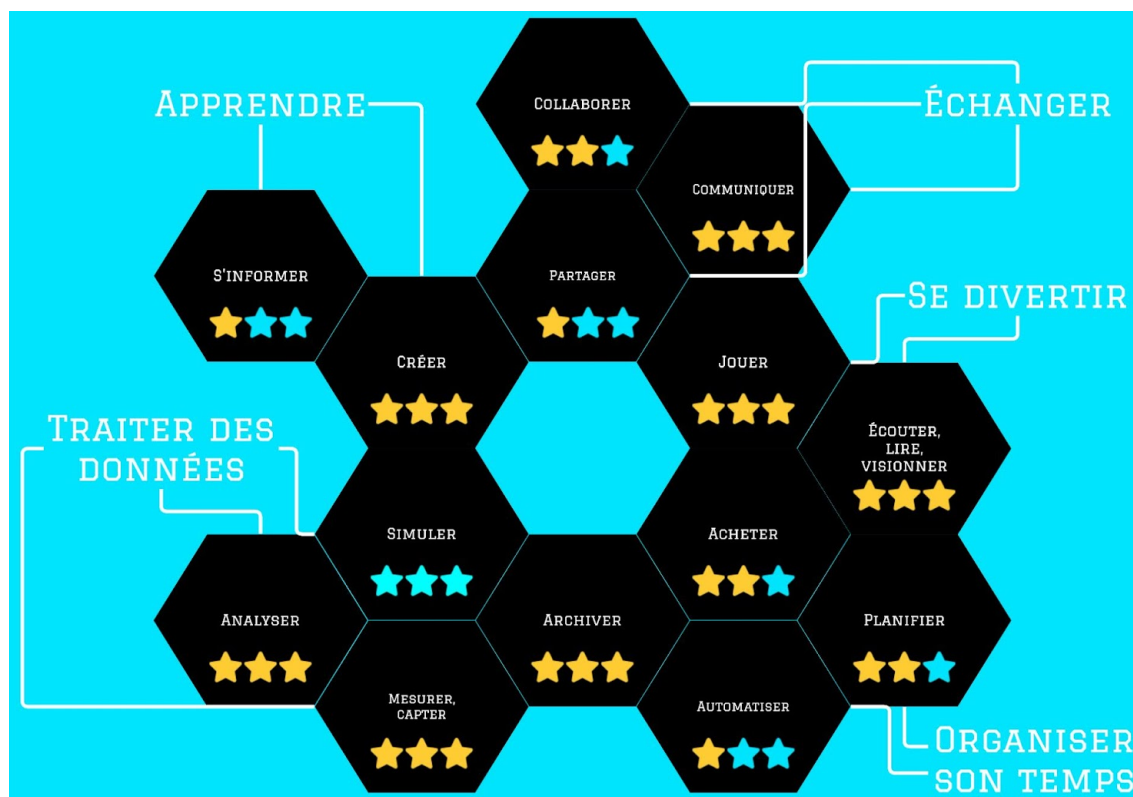 Collaborer
Apprendre
Échanger
Communiquer
S'informer
Partager
Se divertir
Créer
Jouer
Traiter des
données
Écouter,
lire,
visionner
Simuler
Acheter
Analyser
Archiver
Planifier
Mesurer,
capter
Automatiser
Organiser
son temps